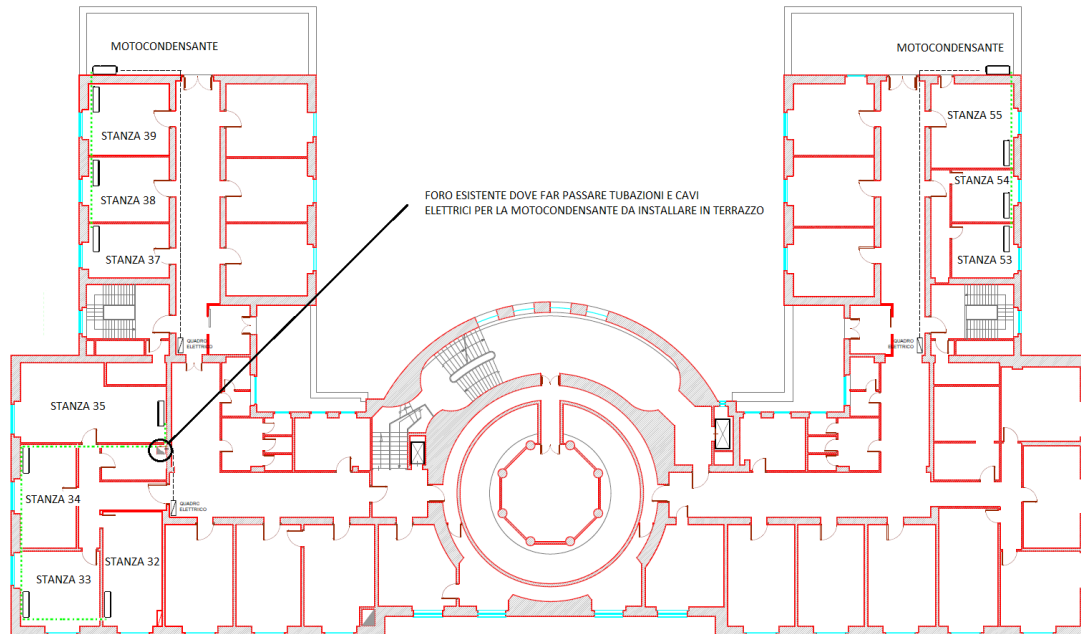 MOTOCONDENSANTE
MOTOCONDENSANTE
STANZA 39
STANZA 55
STANZA 38
STANZA 54
FORO ESISTENTE DOVE FAR PASSARE TUBAZIONI E CAVI
ELETTRICI PER LA MOTOCONDENSANTE DA INSTALLARE IN TERRAZZO
STANZA 37
STANZA 53
QUADRO
ELETTRICO
QUADRO
ELETTRICO
STANZA 35
STANZA 34
QUADRO
ELETTRICO
STANZA 32
STANZA 33